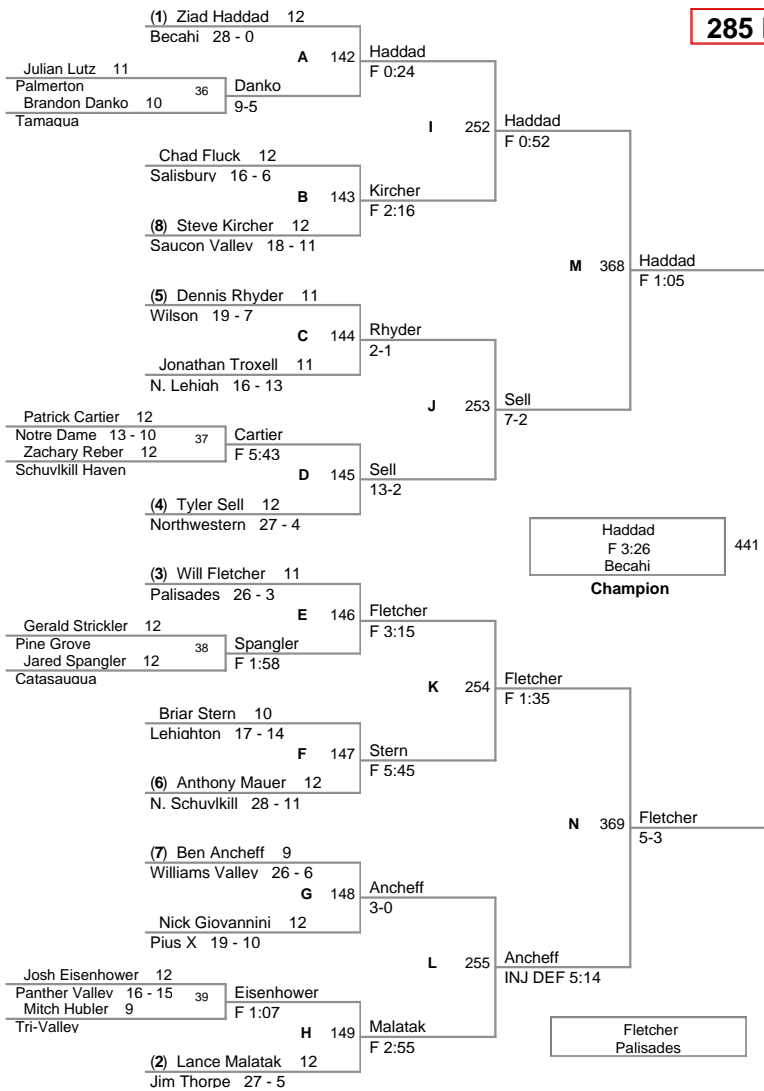 (1) Ziad Haddad 12
Becahi 28 - 0
285
A 142 Haddad
F 0:24
Julian Lutz 11
Palmerton
36 Danko
9-5
Brandon Danko 10
Tamaqua
I 252 Haddad
F 0:52
Chad Fluck 12
Salisbury 16 - 6
B 143 Kircher
F 2:16
(8) Steve Kircher 12
Saucon Valley 18 - 11
M 368 Haddad
F 1:05
(5) Dennis Rhyder 11
Wilson 19 - 7
C 144 Rhyder
2-1
Jonathan Troxell 11
N. Lehigh 16 - 13
J 253 Sell
7-2
Patrick Cartier 12
Notre Dame 13 - 10
37 Cartier
F 5:43
Zachary Reber 12
Schuylkill Haven
D 145 Sell
13-2
(4) Tyler Sell 12
Northwestern 27 - 4
Haddad
F 3:26
Becahi
441
Champion
(3) Will Fletcher 11
Palisades 26 - 3
E 146 Fletcher
F 3:15
Gerald Strickler 12
Pine Grove
38 Spangler
F 1:58
Jared Spangler 12
Catasauqua
K 254 Fletcher
F 1:35
Briar Stern 10
Lehighton 17 - 14
F 147 Stern
F 5:45
(6) Anthony Mauer 12
N. Schuylkill 28 - 11
N 369 Fletcher
5-3
(7) Ben Ancheff 9
Williams Valley 26 - 6
G 148 Ancheff
3-0
Nick Giovannini 12
Pius X 19 - 10
L 255 Ancheff
INJ DEF 5:14
Josh Eisenhower 12
Panther Valley 16 - 15
39 Eisenhower
F 1:07
Mitch Hubler 9
Tri-Valley
H 149 Malatak
F 2:55
(2) Lance Malatak 12
Jim Thorpe 27 - 5
Fletcher
Palisades